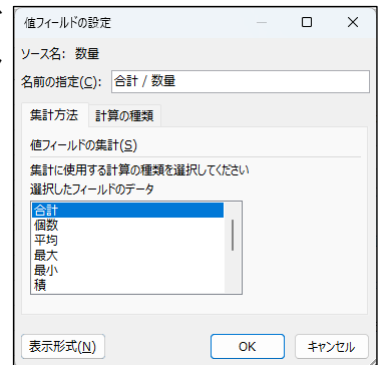 値フィールドの設定
ソース名: 数量
名前の指定(C): 合計 / 数量
集計方法 計算の種類
値フィールドの集計(S)
集計に使用する計算の種類を選択してください
選択したフィールドのデータ
合計
個数
平均
最大
最小
積
表示形式(N) OK キャンセル